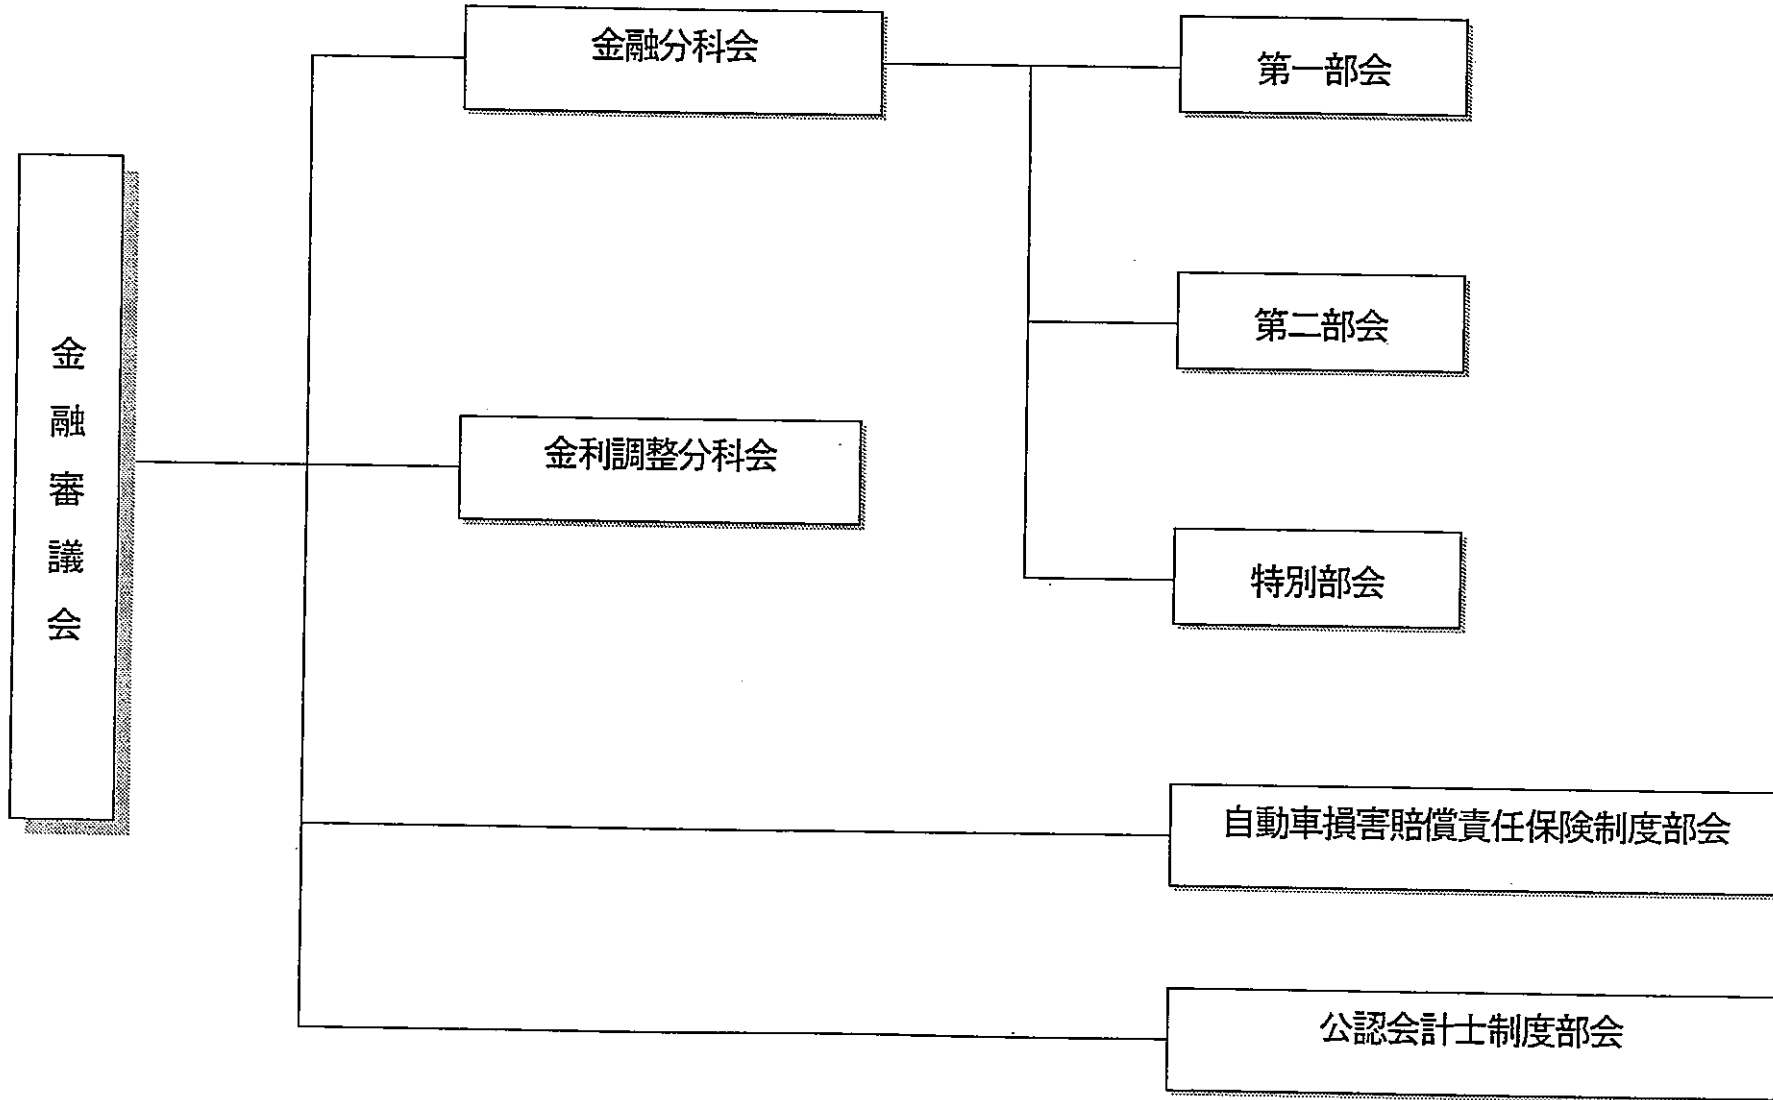 金融審議会
金融分科会
第一部会
第二部会
特別部会
金利調整分科会
自動車損害賠償責任保険制度部会
公認会計士制度部会